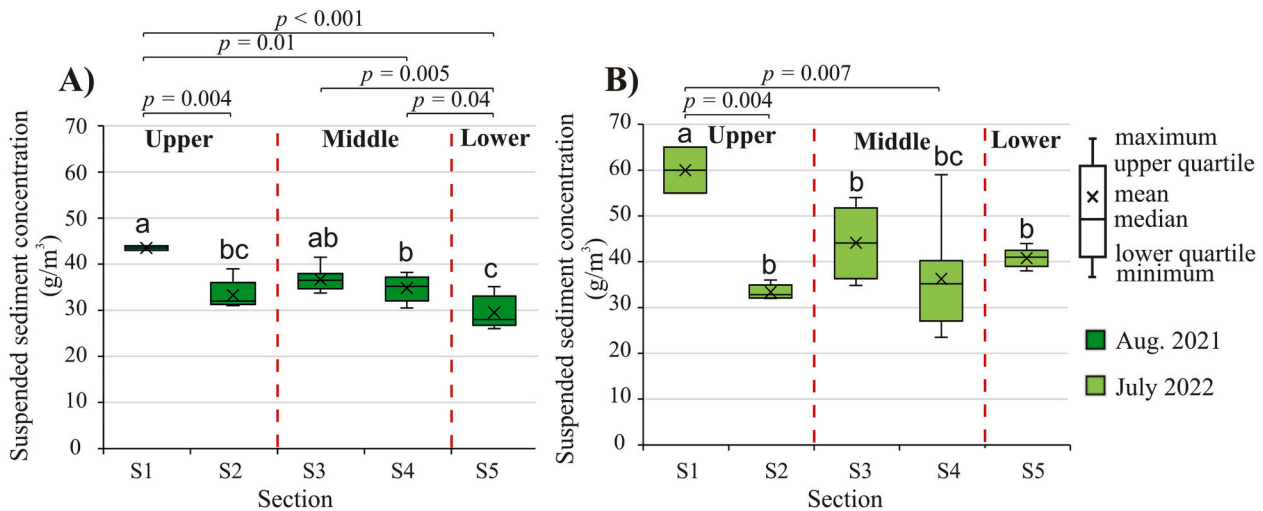 p < 0.001
p = 0.01
A)
p = 0.005
p = 0.004
p = 0.04
Suspended sediment concentration
(g/m³)
70
60
50
40
30
20
10
0
Upper
Middle
Lower
a
bc
ab
b
c
S1
S2
S3
S4
S5
Section
B)
p = 0.007
p = 0.004
Suspended sediment concentration
(g/m³)
70
60
50
40
30
20
10
0
Upper
Middle
Lower
a
b
b
bc
b
S1
S2
S3
S4
S5
Section
maximum
upper quartile
mean
median
lower quartile
minimum
Aug. 2021
July 2022